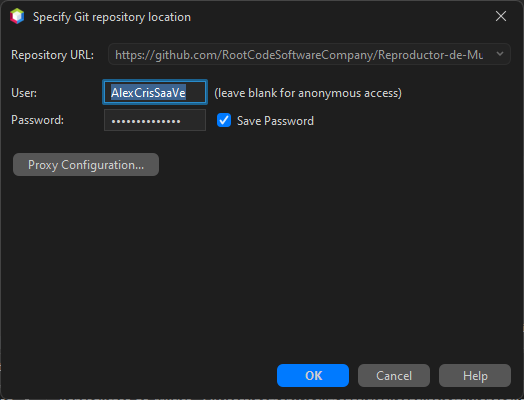 Specify Git repository location
Repository URL: https://github.com/RootCodeSoftwareCompany/Reproductor-de-Mu
User: AlexCrisSaaVe (leave blank for anonymous access)
Password: •••••••••••••• Save Password
Proxy Configuration...
OK Cancel Help